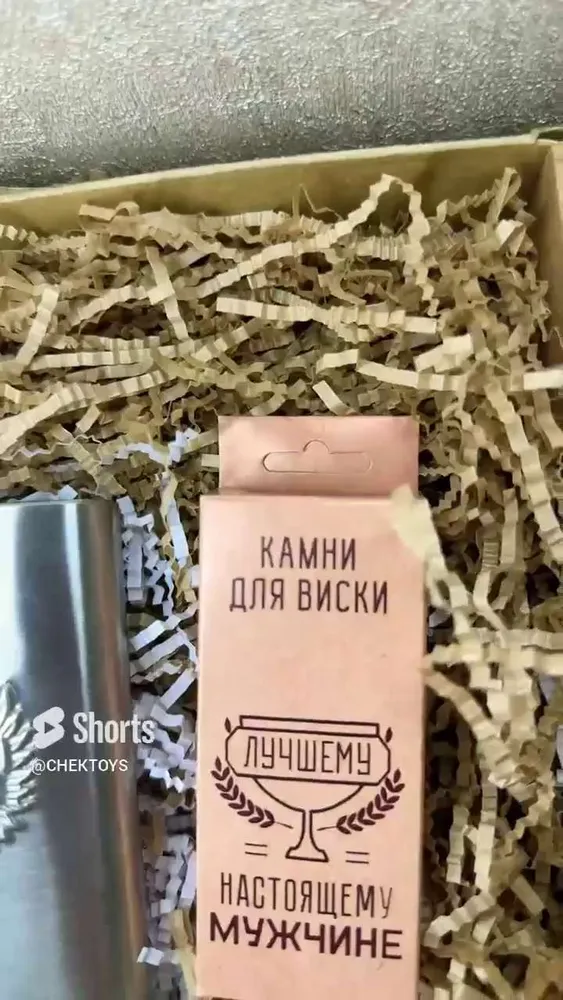 КАМНИ
ДЛЯ ВИСКИ
ЛУЧШЕМУ
НАСТОЯЩЕМУ
МУЖЧИНЕ
Shorts
@CHEKTOYS